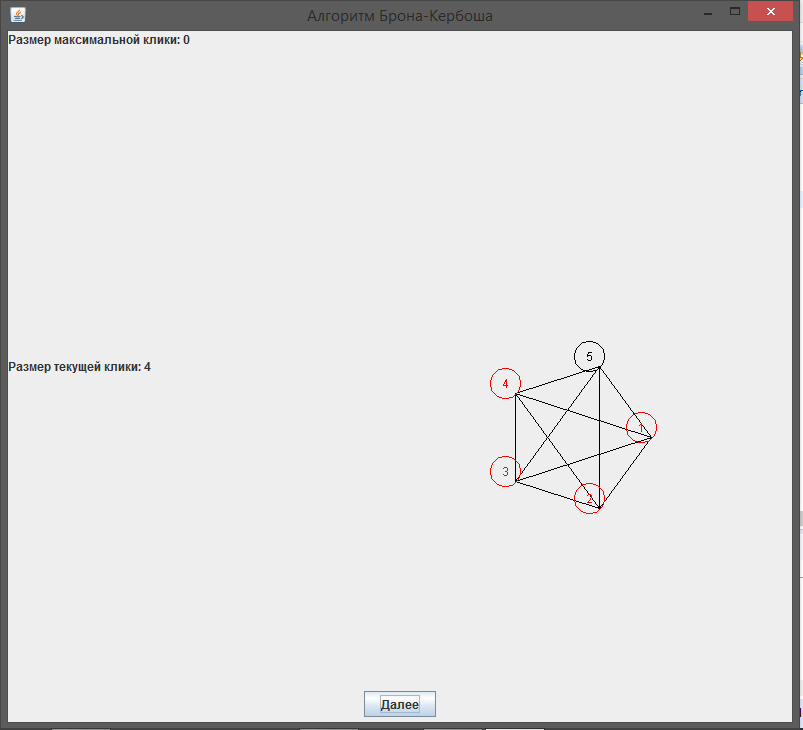 Алгоритм Брона-Кербоша
Размер максимальной клики: 0
Размер текущей клики: 4
5
4
1
3
2
Далее